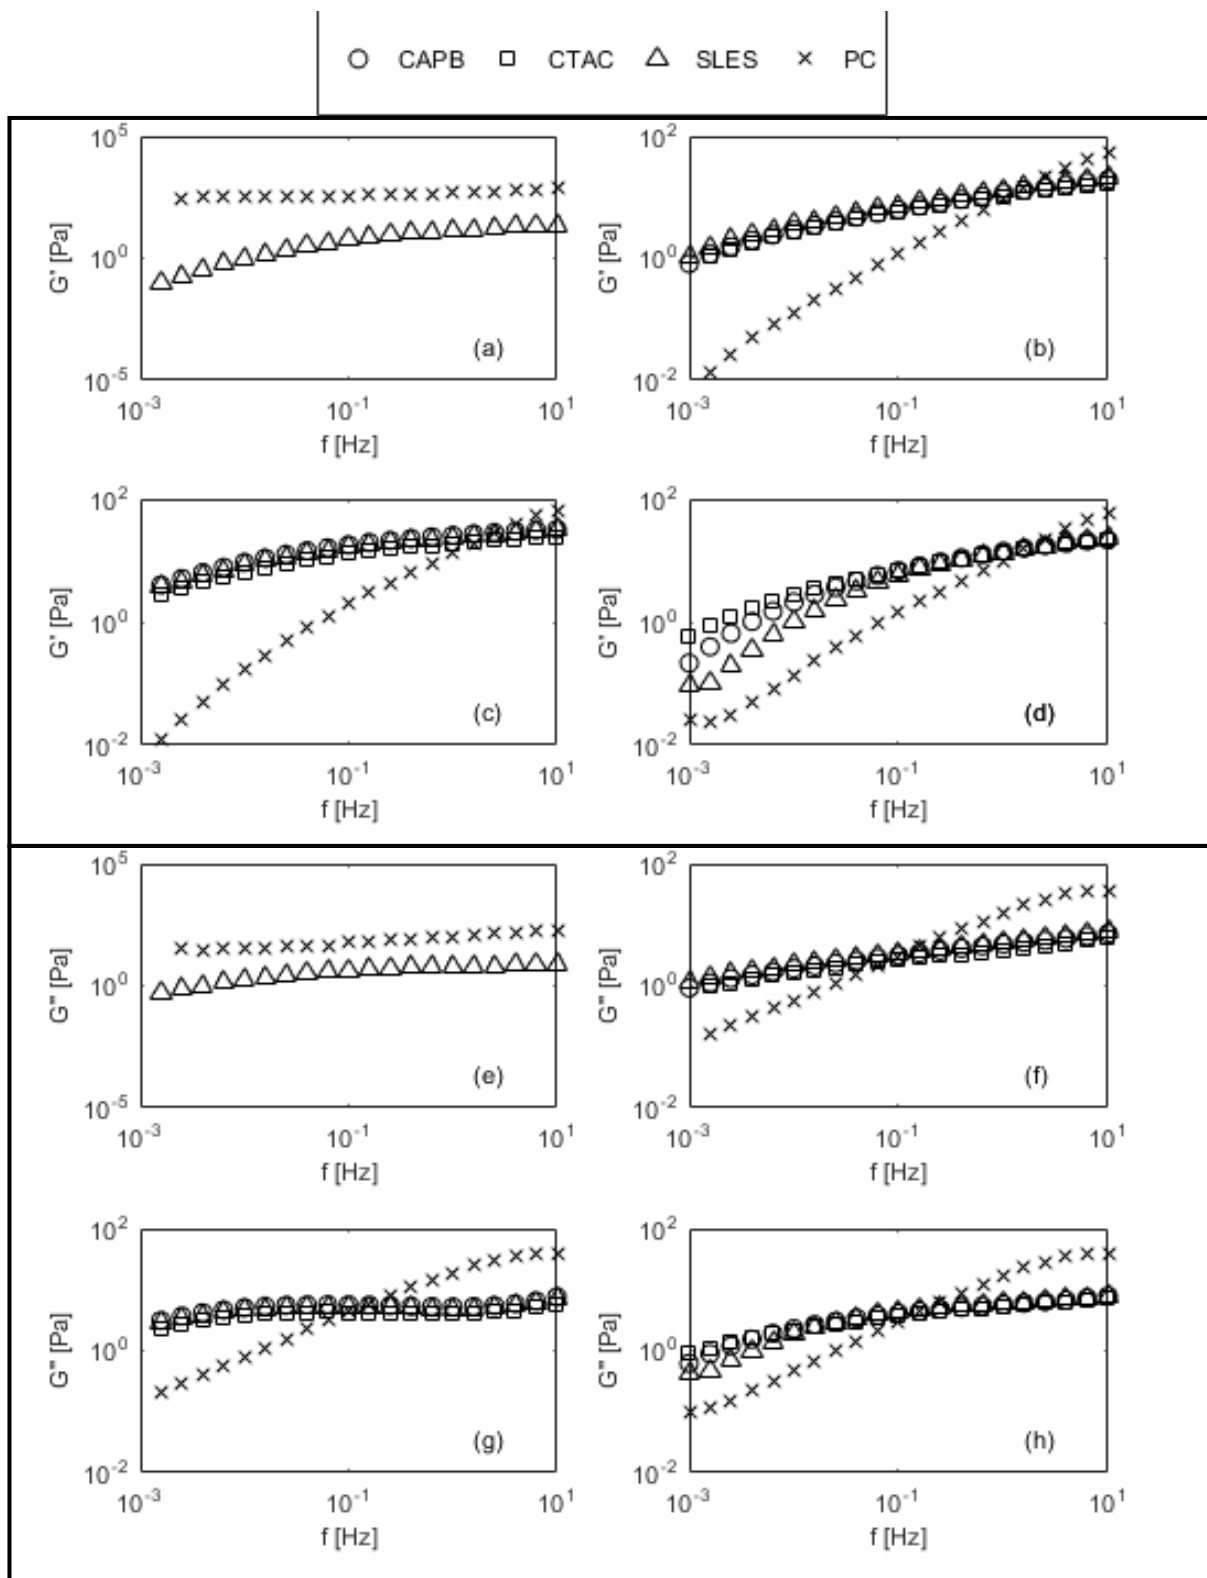 CAPB CTAC SLES PC
10^5 10^0 10^-5
G' [Pa]
(a)
10^-3 10^-1 10^1
f [Hz]
10^2 10^0 10^-2
G' [Pa]
(b)
10^-3 10^-1 10^1
f [Hz]
10^2 10^0 10^-2
G' [Pa]
(c)
10^-3 10^-1 10^1
f [Hz]
10^2 10^0 10^-2
G' [Pa]
(d)
10^-3 10^-1 10^1
f [Hz]
10^5 10^0 10^-5
G" [Pa]
(e)
10^-3 10^-1 10^1
f [Hz]
10^2 10^0 10^-2
G" [Pa]
(f)
10^-3 10^-1 10^1
f [Hz]
10^2 10^0 10^-2
G" [Pa]
(g)
10^-3 10^-1 10^1
f [Hz]
10^2 10^0 10^-2
G" [Pa]
(h)
10^-3 10^-1 10^1
f [Hz]